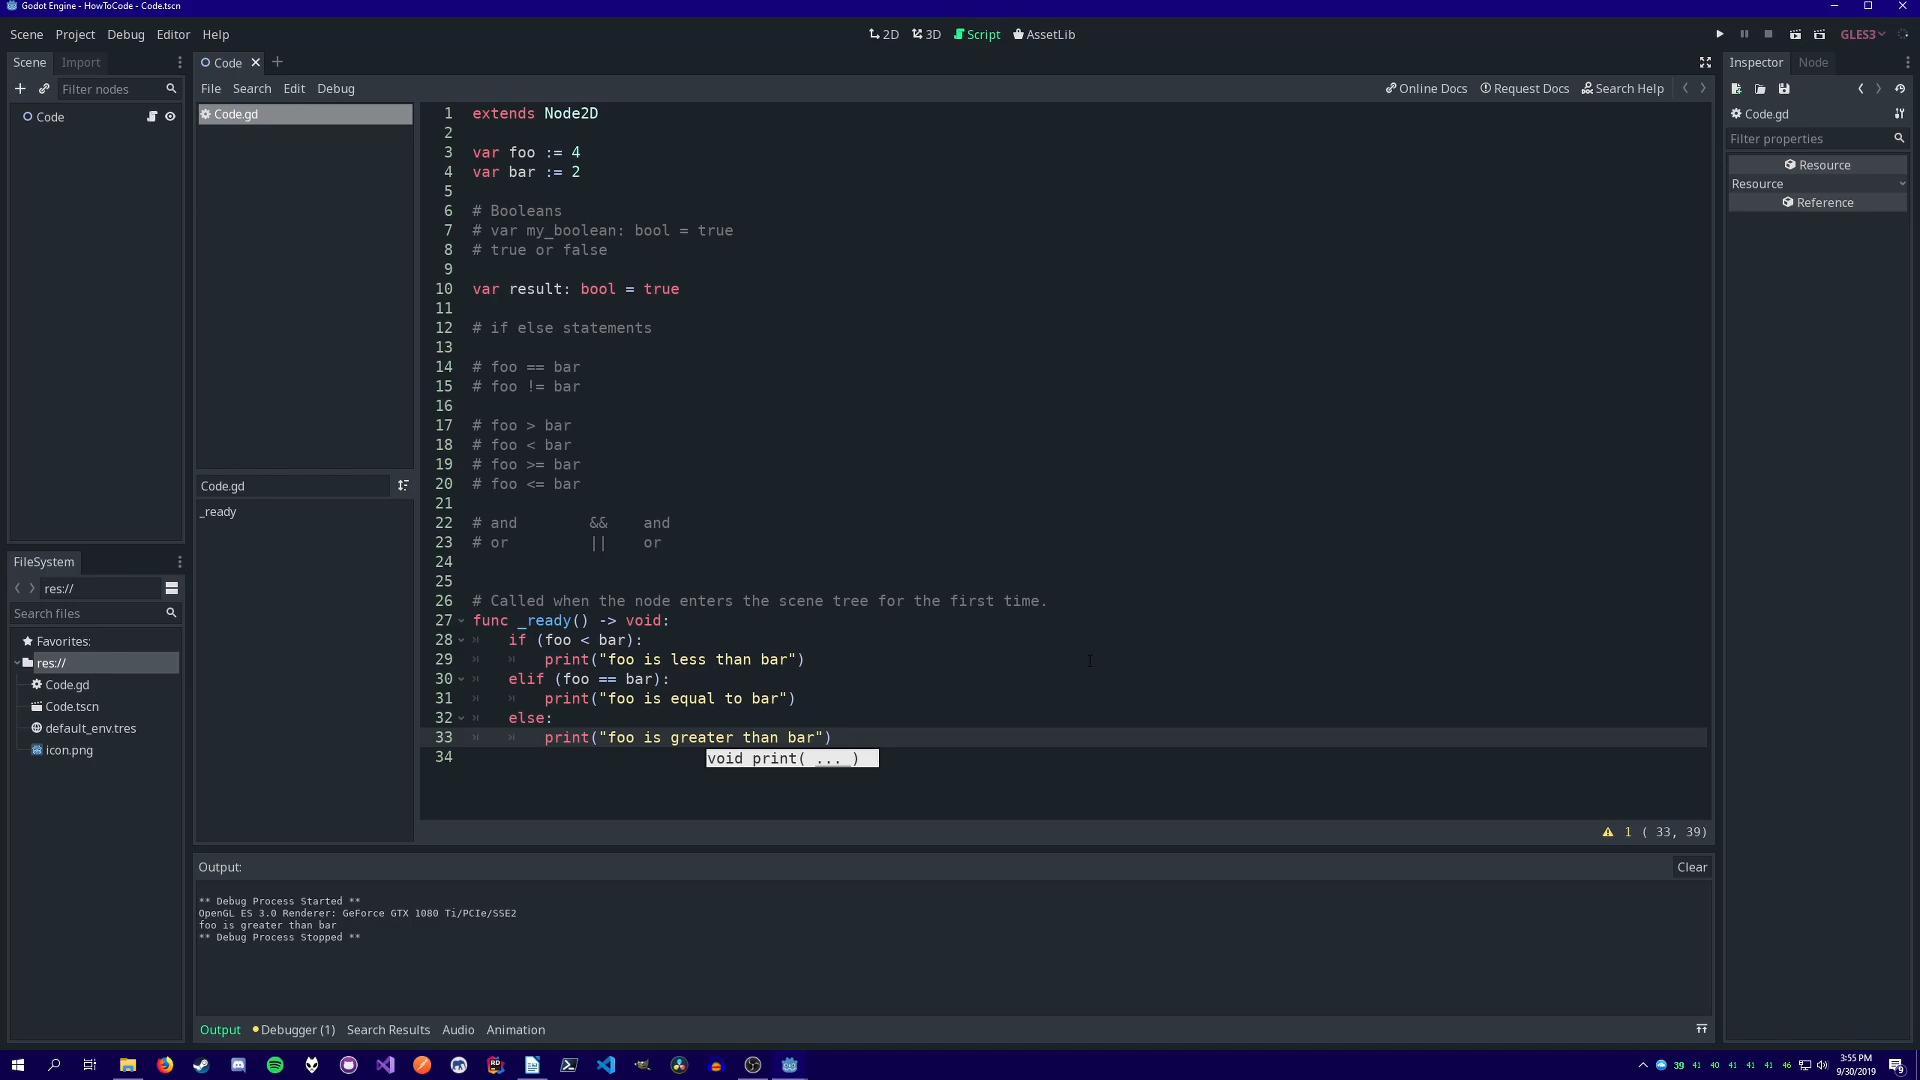 Godot Engine - HowToCode - Code.tscn
Scene Project Debug Editor Help
2D 3D Script AssetLib
GLES3
Scene Import
Filter nodes
Code
Code
File Search Edit Debug
Online Docs Request Docs Search Help
Code.gd
Code.gd
_ready
1 extends Node2D
2
3 var foo := 4
4 var bar := 2
5
6 # Booleans
7 # var my_boolean: bool = true
8 # true or false
9
10 var result: bool = true
11
12 # if else statements
13
14 # foo == bar
15 # foo != bar
16
17 # foo > bar
18 # foo < bar
19 # foo >= bar
20 # foo <= bar
21
22 # and && and
23 # or || or
24
25
26 # Called when the node enters the scene tree for the first time.
27 func _ready() -> void:
28 if (foo < bar):
29 print("foo is less than bar")
30 elif (foo == bar):
31 print("foo is equal to bar")
32 else:
33 print("foo is greater than bar")
void print( ... )
34
1 ( 33, 39)
FileSystem
res://
Search files
Favorites:
res://
Code.gd
Code.tscn
default_env.tres
icon.png
Output:
Clear
** Debug Process Started **
OpenGL ES 3.0 Renderer: GeForce GTX 1080 Ti/PCIe/SSE2
foo is greater than bar
** Debug Process Stopped **
Output Debugger (1) Search Results Audio Animation
Inspector Node
Code.gd
Filter properties
Resource
Resource
Reference
39 41 40 41 41 41 46
3:55 PM
9/30/2019